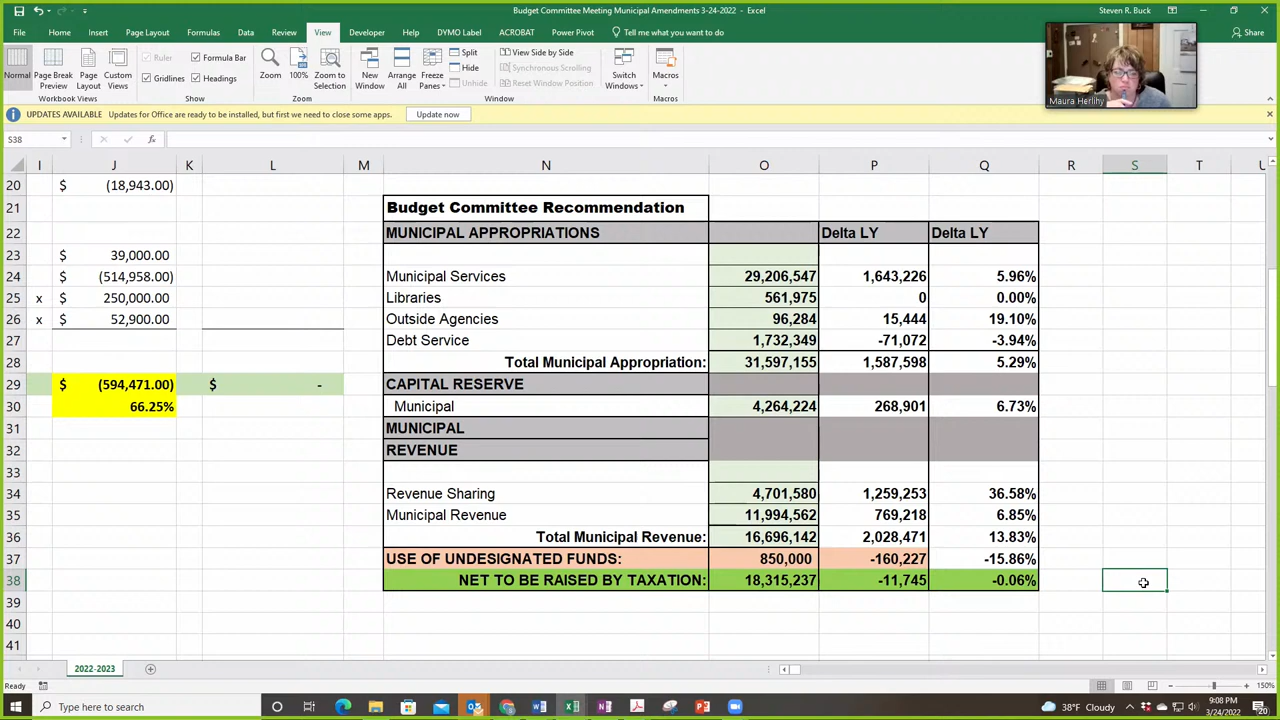 Budget Committee Meeting Municipal Amendments 3-24-2022 - Excel
Steven R. Buck
File Home Insert Page Layout Formulas Data Review View Developer Help DYMO Label ACROBAT Power Pivot Tell me what you want to do Share
Normal
Page Break Preview
Page Layout
Custom Views
Workbook Views
Ruler
Formula Bar
Gridlines
Headings
Show
Zoom
100%
Zoom to Selection
Zoom
New Window
Arrange All
Freeze Panes
Split
Hide
Unhide
View Side by Side
Synchronous Scrolling
Reset Window Position
Window
Switch Windows
Macros
Macros
Maura Herlihy
UPDATES AVAILABLE Updates for Office are ready to be installed, but first we need to close some apps. Update now
S38 fx
I J K L M N O P Q R S T U
20 $ (18,943.00)
21 Budget Committee Recommendation
22 MUNICIPAL APPROPRIATIONS Delta LY Delta LY
23 39,000.00
24 $ (514,958.00) Municipal Services 29,206,547 1,643,226 5.96%
25 x $ 250,000.00 Libraries 561,975 0 0.00%
26 x $ 52,900.00 Outside Agencies 96,284 15,444 19.10%
27 Debt Service 1,732,349 -71,072 -3.94%
28 Total Municipal Appropriation: 31,597,155 1,587,598 5.29%
29 $ (594,471.00) $ - CAPITAL RESERVE
30 66.25% Municipal 4,264,224 268,901 6.73%
31 MUNICIPAL
32 REVENUE
33
34 Revenue Sharing 4,701,580 1,259,253 36.58%
35 Municipal Revenue 11,994,562 769,218 6.85%
36 Total Municipal Revenue: 16,696,142 2,028,471 13.83%
37 USE OF UNDESIGNATED FUNDS: 850,000 -160,227 -15.86%
38 NET TO BE RAISED BY TAXATION: 18,315,237 -11,745 -0.06%
39
40
41
2022-2023
Ready 150%
Type here to search
38°F Cloudy
9:08 PM
3/24/2022
20